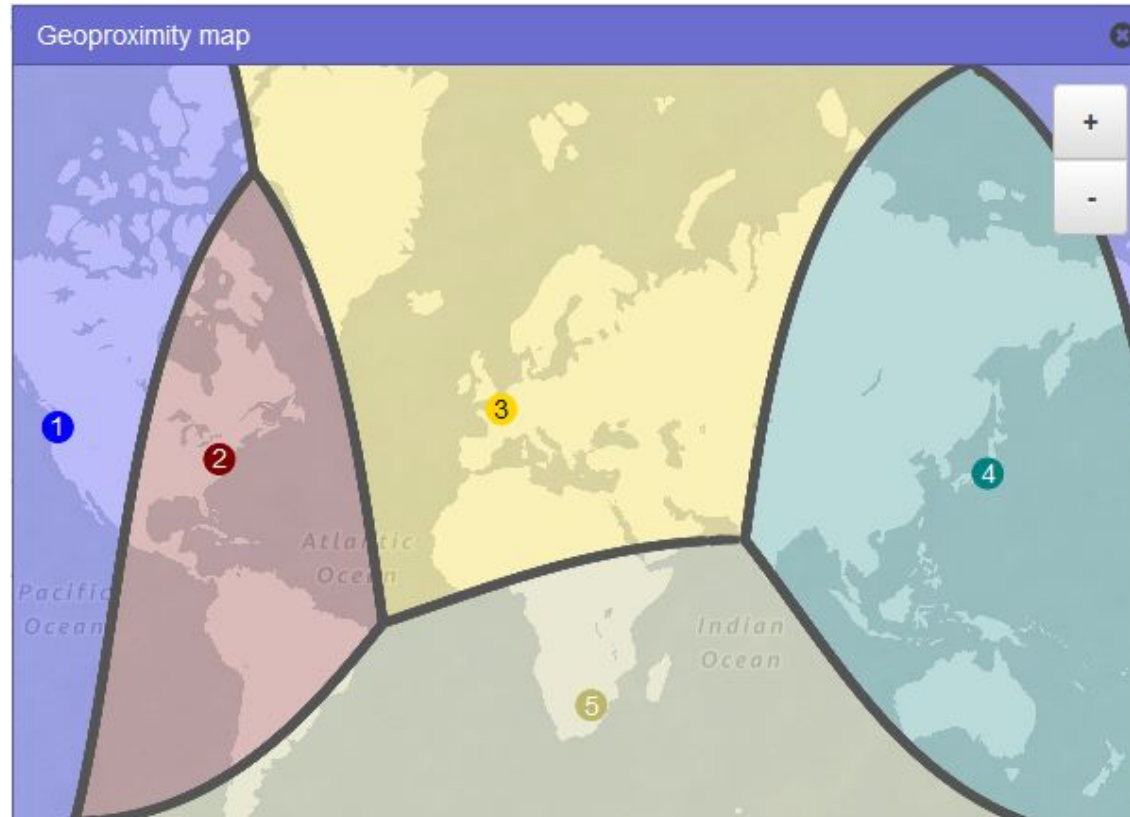 Geoproximity map
+
-
3
1
2
4
Atlantic
Ocean
Pacific
Ocean
Indian
Ocean
5